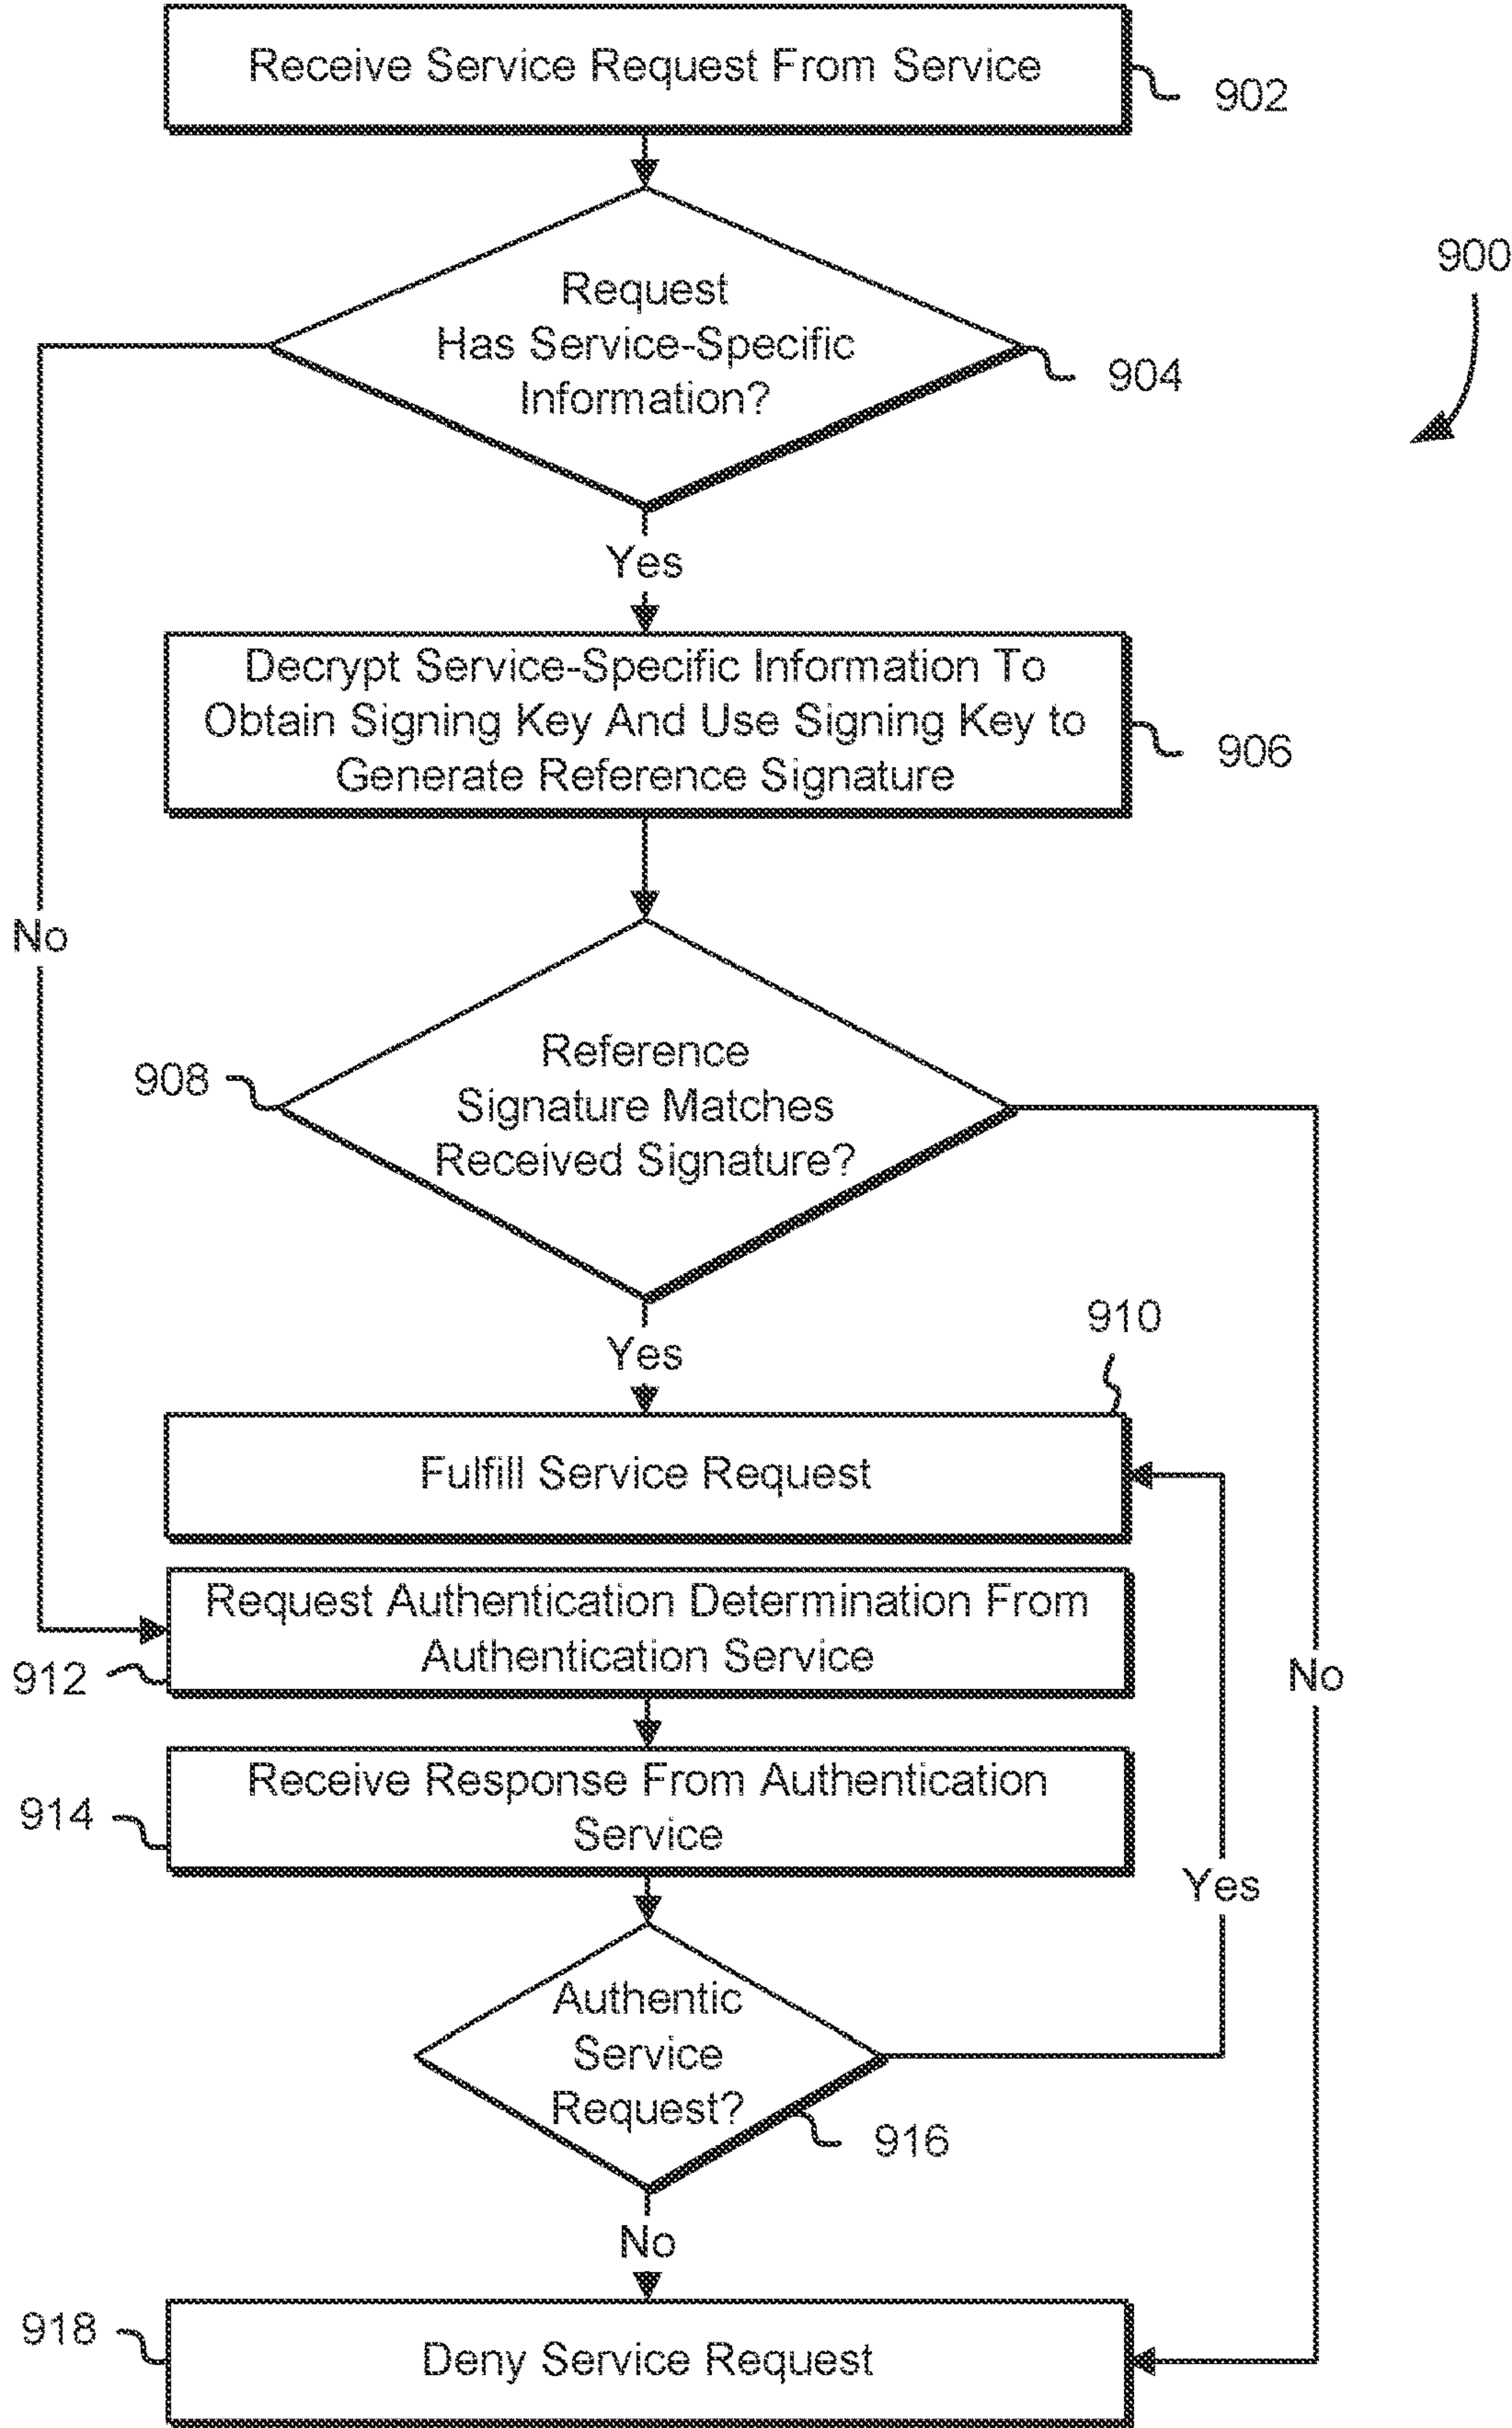 Receive Service Request From Service
902
900
Request
Has Service-Specific
Information?
904
Yes
Decrypt Service-Specific Information To
Obtain Signing Key And Use Signing Key to
Generate Reference Signature
906
No
Reference
Signature Matches
Received Signature?
908
Yes
910
Fulfill Service Request
Request Authentication Determination From
Authentication Service
912
No
Receive Response From Authentication
Service
914
Yes
Authentic
Service
Request?
916
No
Deny Service Request
918